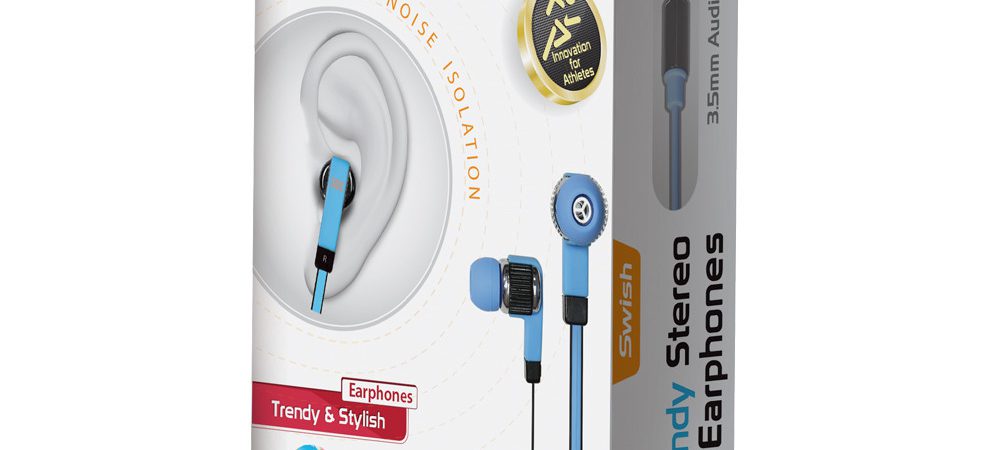 NOISE ISOLATION
Innovation
for
Athletes
Earphones
Trendy & Stylish
R
3.5mm Audi
Swish
ndy Stereo
Earphones